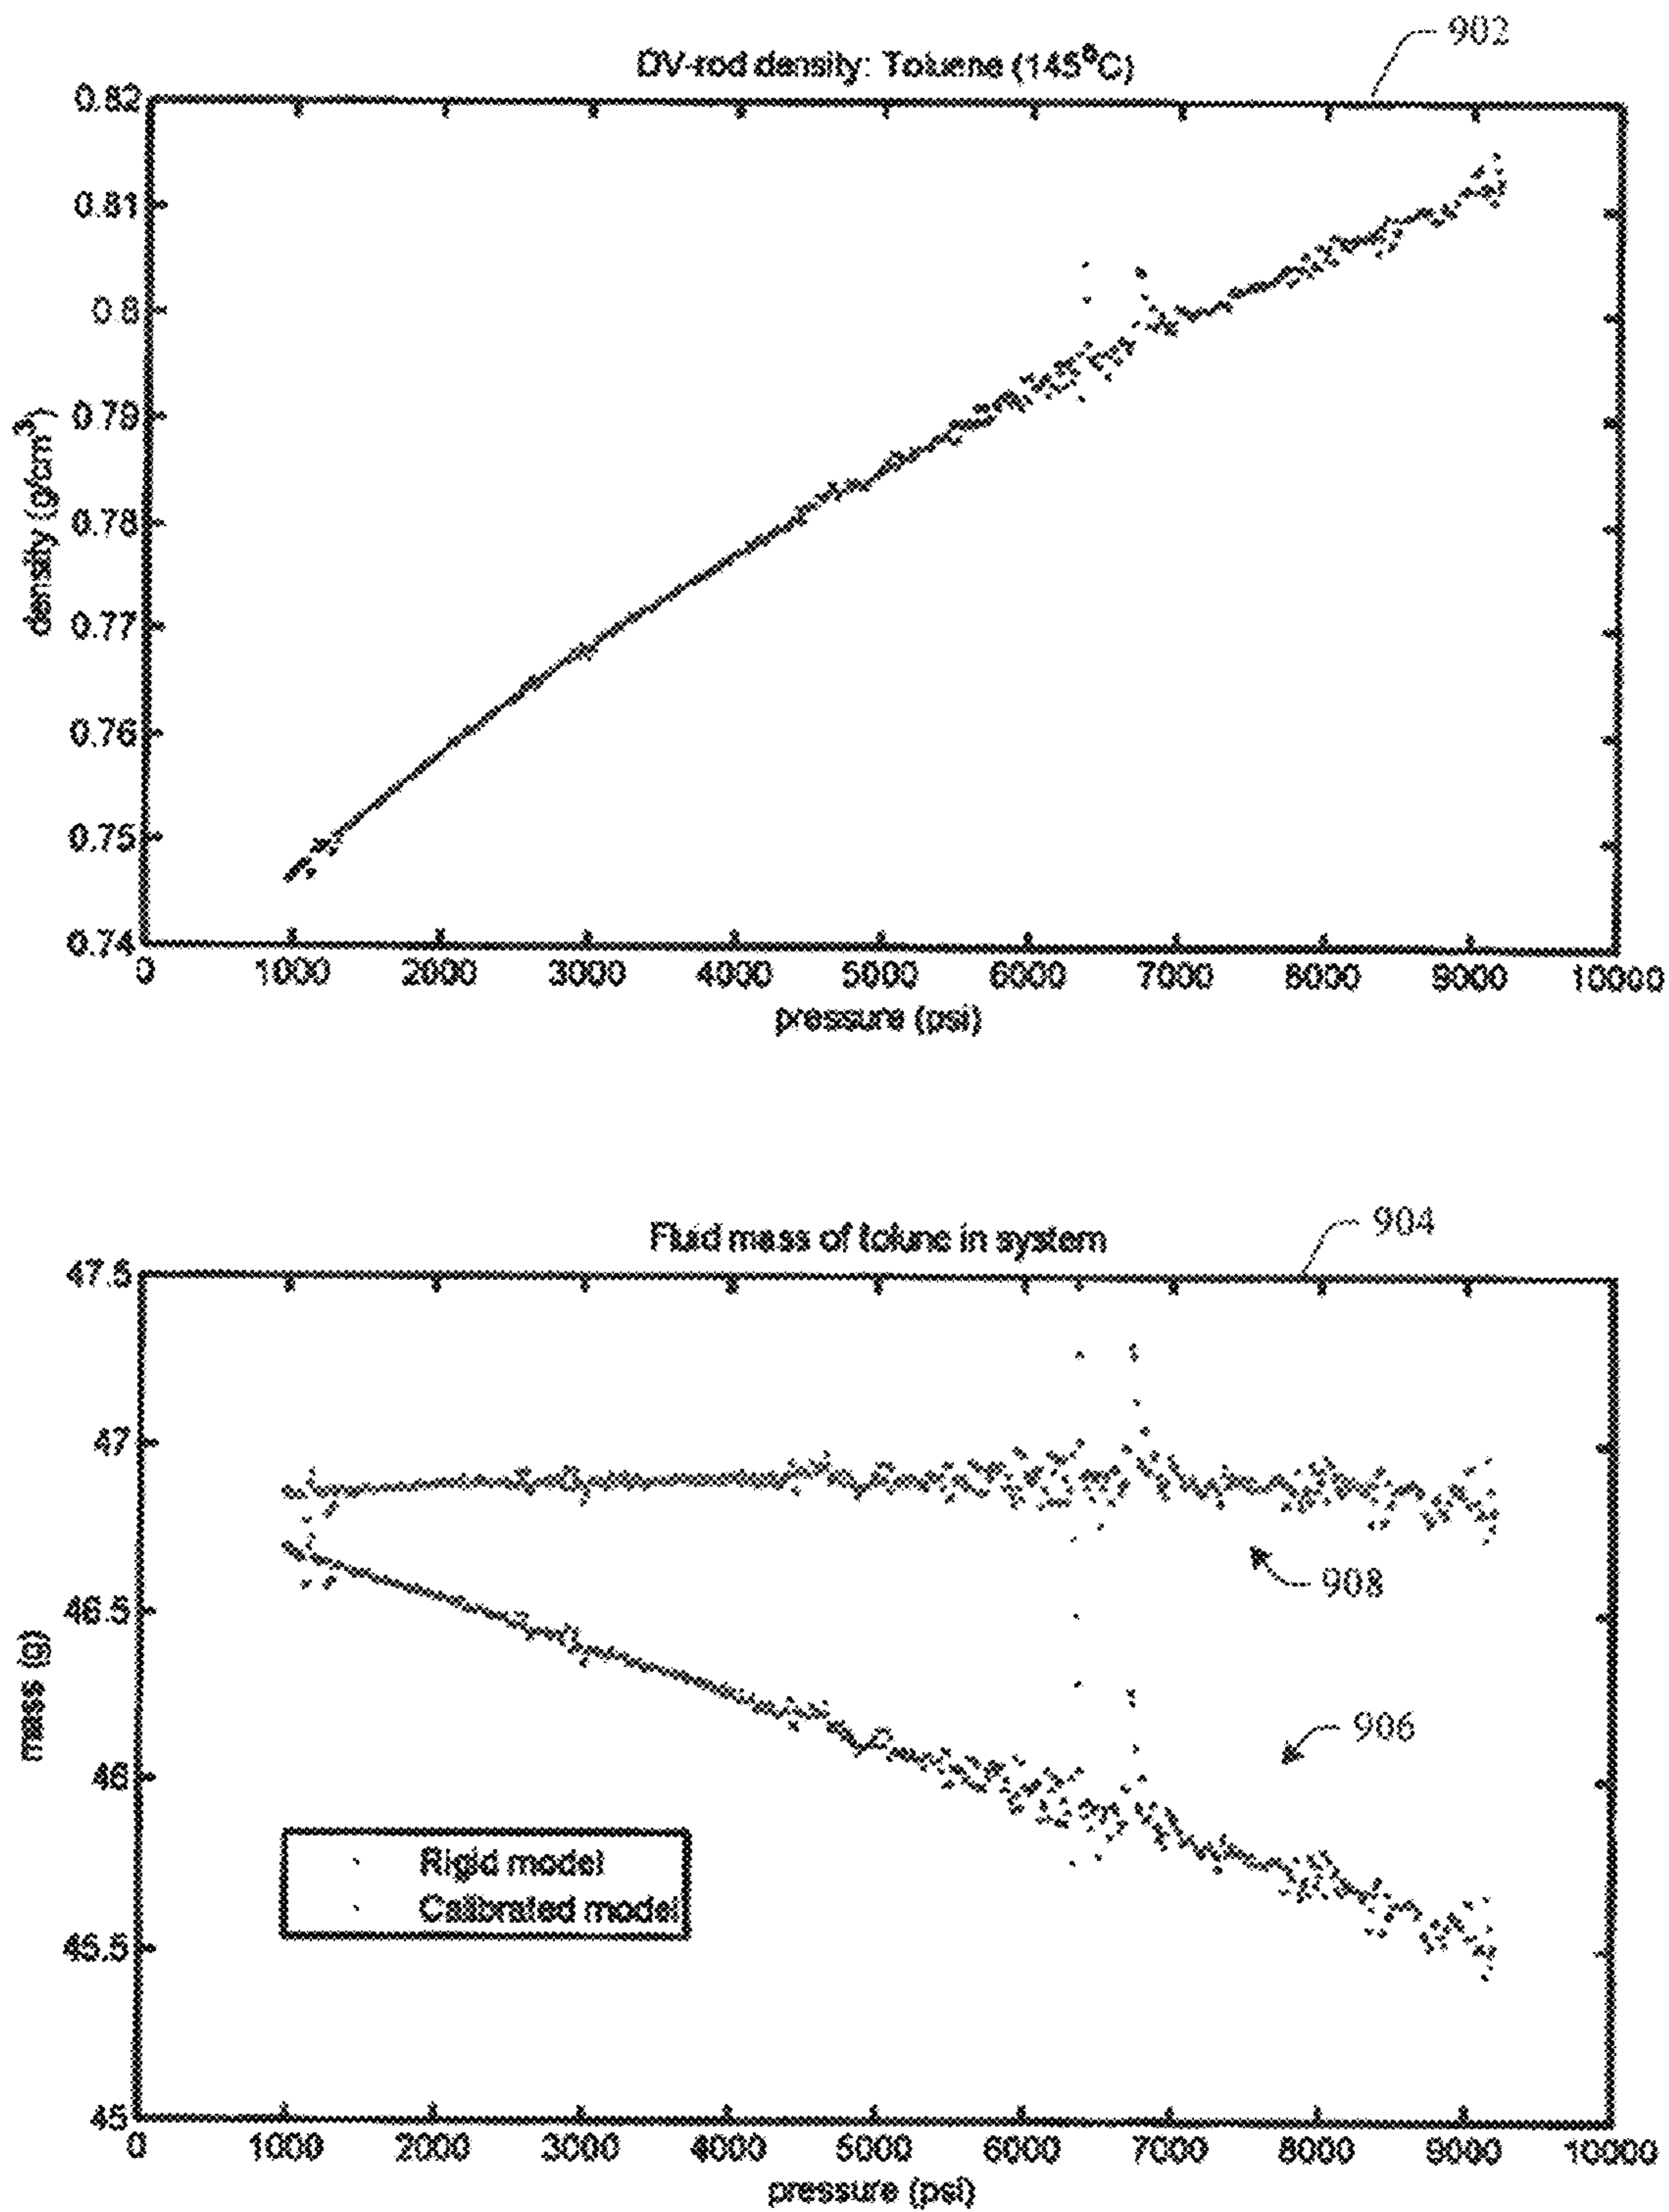 902
DV-rod density: Toluene (145°C)
0.82
0.81
0.8
0.79
0.78
0.77
0.76
0.75
0.74
density (g/cm³)
0 1000 2000 3000 4000 5000 6000 7000 8000 9000 10000
pressure (psi)
904
Fluid mass of tolune in system
47.5
47
46.5
46
45.5
45
mass (g)
908
906
Rigid model
Calibrated model
0 1000 2000 3000 4000 5000 6000 7000 8000 9000 10000
pressure (psi)